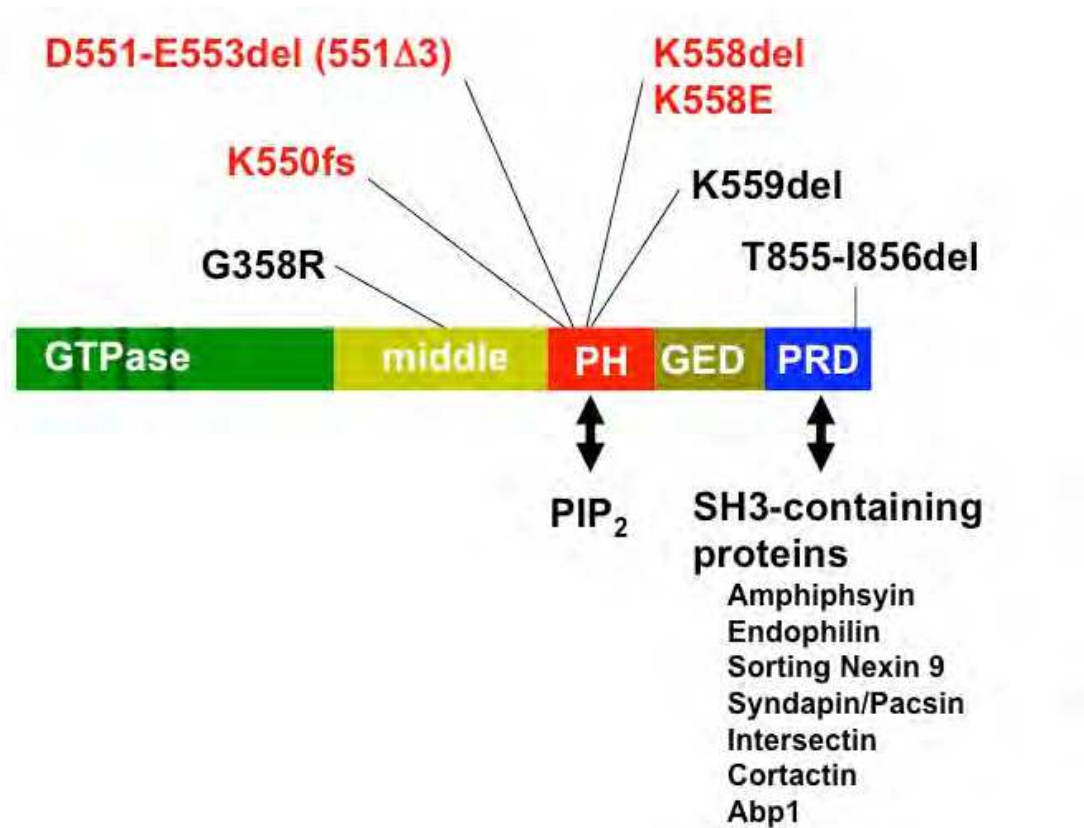 D551-E553del (551Δ3)
K558del
K558E
K550fs
K559del
G358R
T855-I856del
GTPase middle PH GED PRD
PIP₂
SH3-containing
proteins
Amphiphsyin
Endophilin
Sorting Nexin 9
Syndapin/Pacsin
Intersectin
Cortactin
Abp1